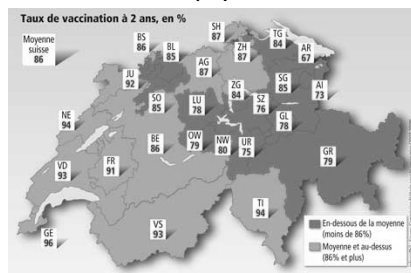 Taux de vaccination à 2 ans, en %
Moyenne
suisse
86
BS
86
BL
85
SH
87
AG
87
ZH
87
TG
84
AR
67
JU
92
SO
85
LU
78
ZG
84
SZ
76
SG
85
AI
73
NE
94
BE
86
OW
79
NW
80
UR
75
GL
78
GR
79
VD
93
FR
91
VS
93
TI
94
GE
96
En-dessous de la moyenne
(moins de 86%)
Moyenne et au-dessus
(86% et plus)